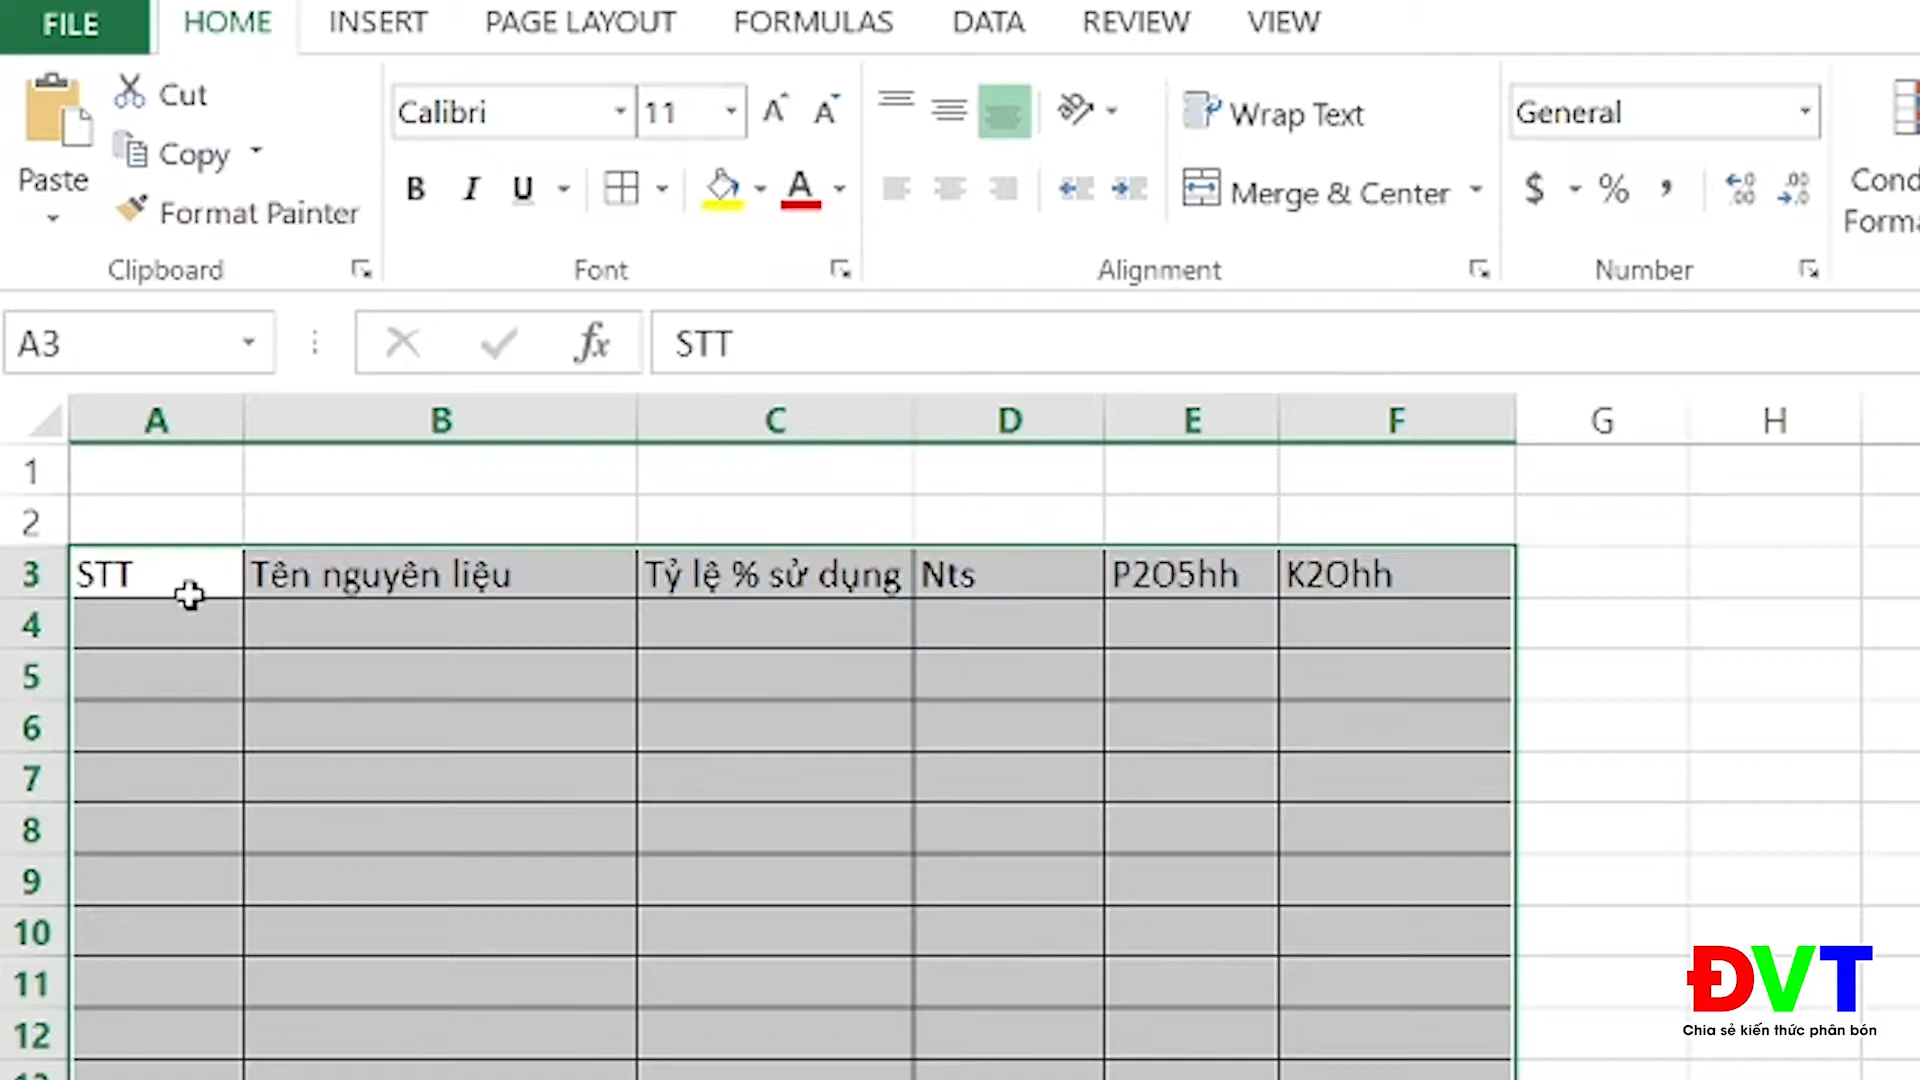 FILE HOME INSERT PAGE LAYOUT FORMULAS DATA REVIEW VIEW
Cut
Copy
Paste
Format Painter
Clipboard
Calibri 11
B I U A
Font
Wrap Text
Merge & Center
Alignment
General
$ % ,
Number
Cond
Forma
A3 fx STT
A B C D E F G H
1
2
3 STT Tên nguyên liệu Tỷ lệ % sử dụng Nts P2O5hh K2Ohh
4
5
6
7
8
9
10
11
12
ĐVT
Chia sẻ kiến thức phân bón